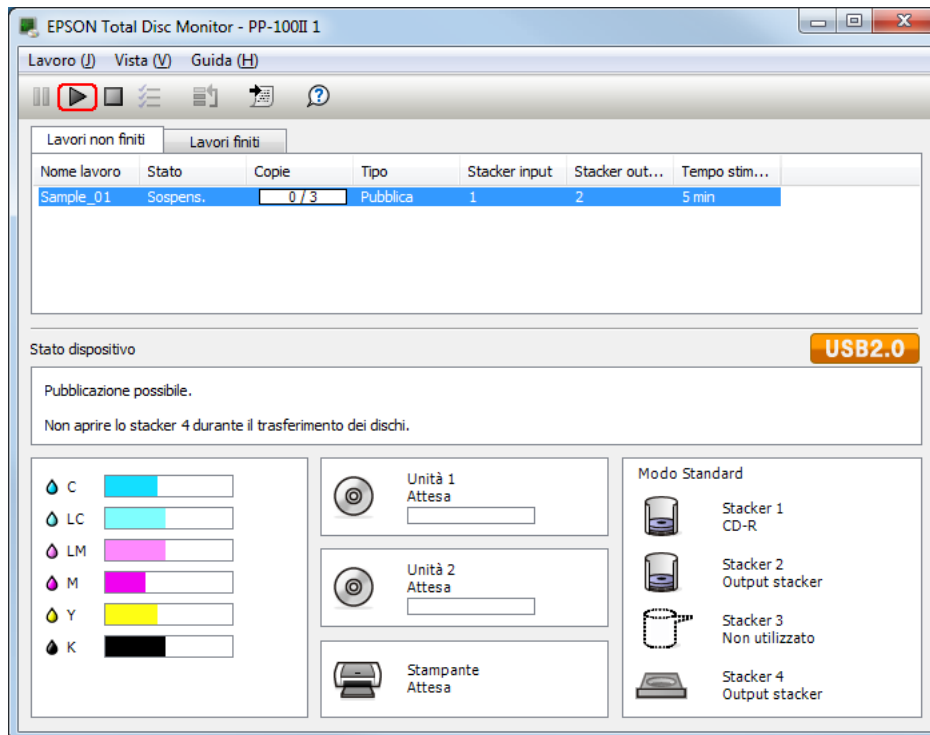 EPSON Total Disc Monitor - PP-100II 1
Lavoro (J) Vista (V) Guida (H)
Lavori non finiti Lavori finiti
Nome lavoro Stato Copie Tipo Stacker input Stacker out... Tempo stim...
Sample_01 Sospens. 0 / 3 Pubblica 1 2 5 min
Stato dispositivo USB2.0
Pubblicazione possibile.
Non aprire lo stacker 4 durante il trasferimento dei dischi.
C
LC
LM
M
Y
K
Unità 1
Attesa
Unità 2
Attesa
Stampante
Attesa
Modo Standard
Stacker 1
CD-R
Stacker 2
Output stacker
Stacker 3
Non utilizzato
Stacker 4
Output stacker